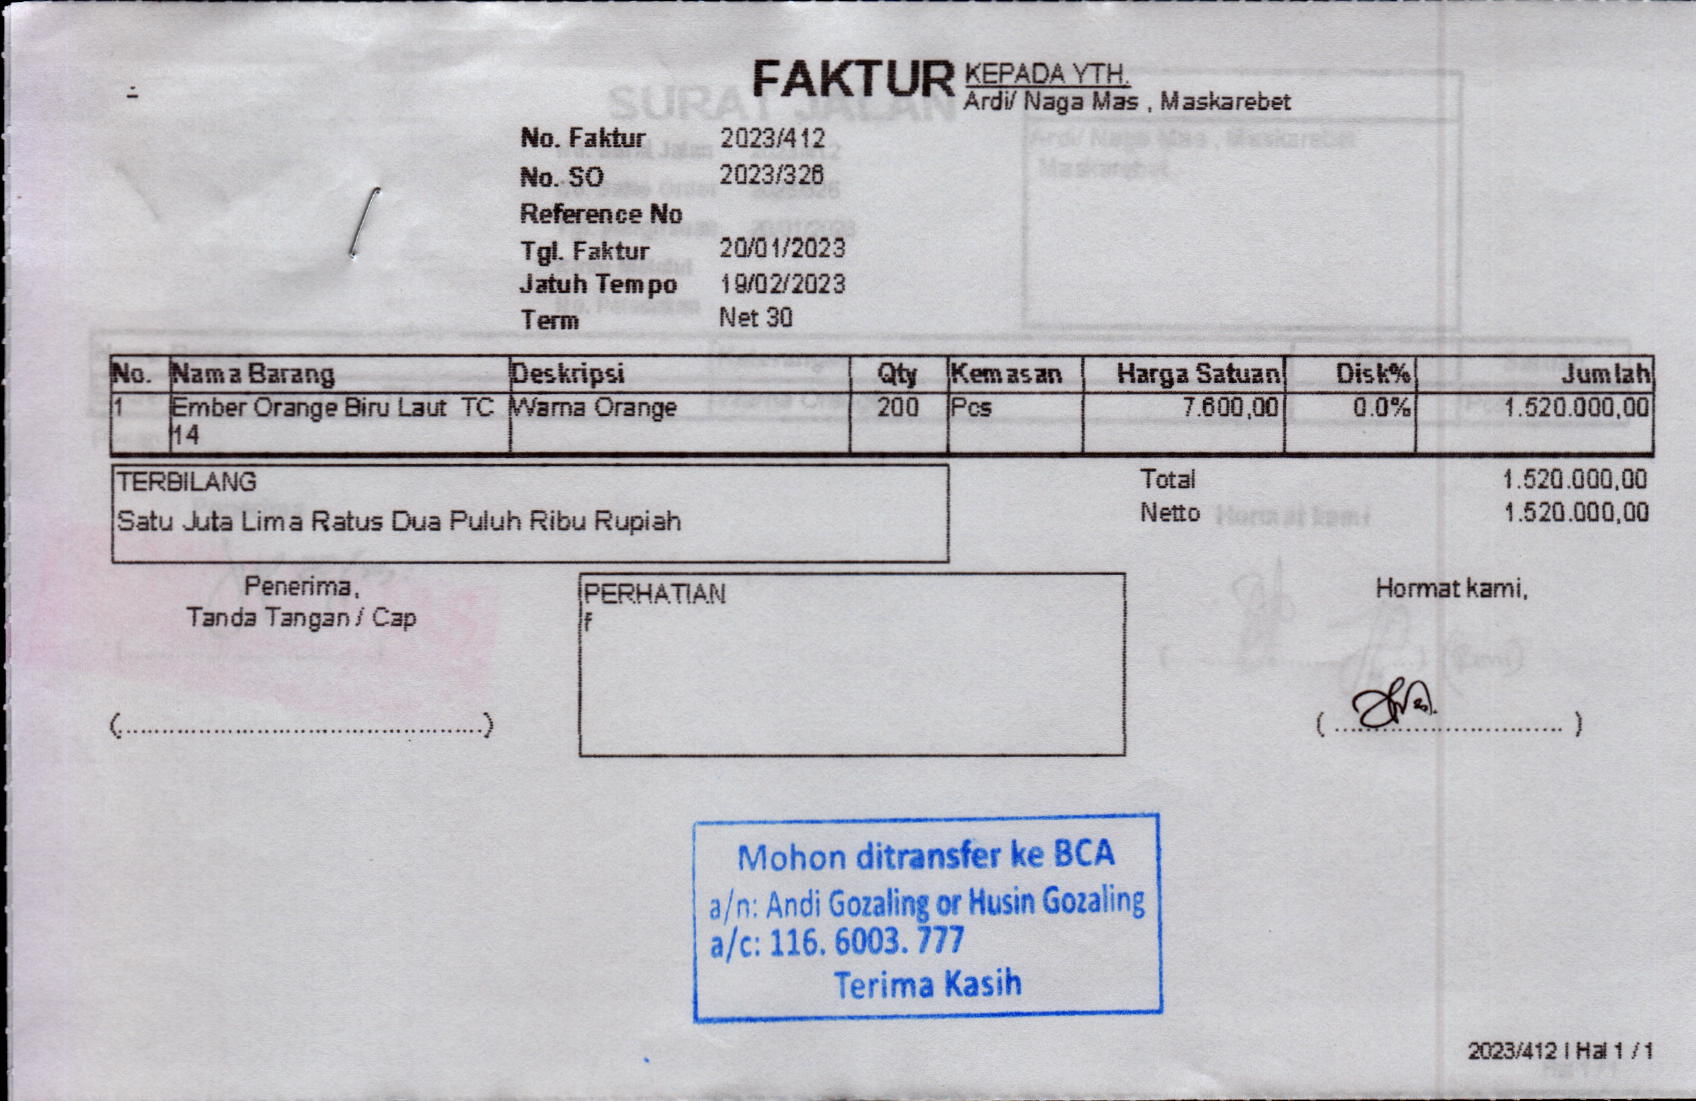 FAKTUR
KEPADA YTH.
Ardi/ Naga Mas , Maskarebet
No. Faktur 2023/412
No. SO 2023/326
Reference No
Tgl. Faktur 20/01/2023
Jatuh Tempo 19/02/2023
Term Net 30
No. Nama Barang Deskripsi Qty Kemasan Harga Satuan Disk% Jumlah
1 Ember Orange Biru Laut TC Warna Orange 200 Pcs 7.600,00 0.0% 1.520.000,00
14
TERBILANG
Satu Juta Lima Ratus Dua Puluh Ribu Rupiah
Total 1.520.000,00
Netto 1.520.000,00
Penerima,
Tanda Tangan / Cap
(................................................)
PERHATIAN
f
Hormat kami,
( .............................. )
Mohon ditransfer ke BCA
a/n: Andi Gozaling or Husin Gozaling
a/c: 116. 6003. 777
Terima Kasih
2023/412 | Hal 1 / 1